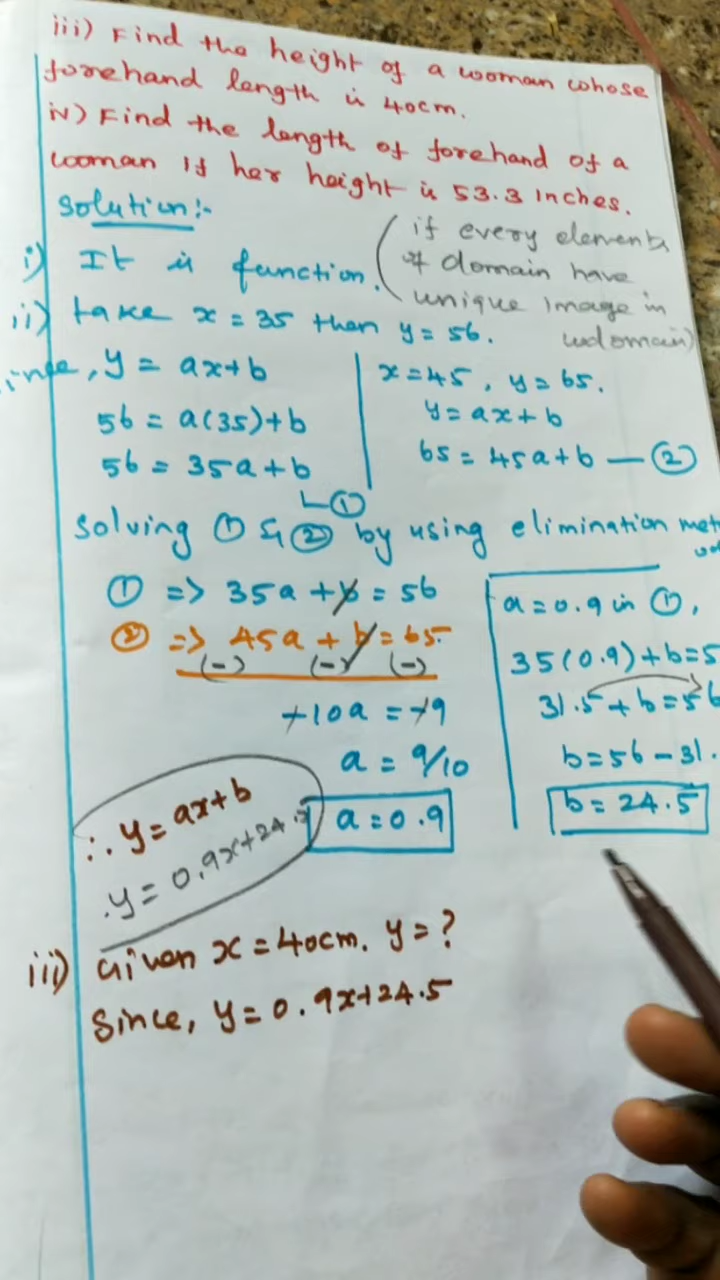 iii) Find the height of a woman whose
forehand length is 40cm.
iv) Find the length of forehand of a
woman if her height is 53.3 inches.
Solution:-
i) It is function. (if every elements
of domain have
unique image in
codomain)
ii) take x = 35 then y = 56.
since, y = ax+b
56 = a(35)+b
56 = 35a+b
└①
x=45, y=65.
y=ax+b
65=45a+b — ②
Solving ① & ② by using elimination
① => 35a + b = 56
② => 45a + b = 65
(-) (-) (-)
+10a = +9
a = 9/10
a = 0.9
a=0.9 in ①,
35(0.9)+b=5
31.5+b=56
b=56-31.
b=24.5
∴ y=ax+b
y=0.9x+24.5
iii) Given x=40cm. y=?
Since, y=0.9x+24.5